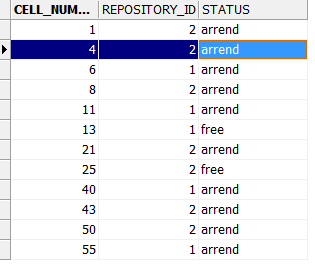 CELL_NUM... REPOSITORY_ID STATUS
1 2 arrend
4 2 arrend
6 1 arrend
8 2 arrend
11 1 arrend
13 1 free
21 2 arrend
25 2 free
40 1 arrend
43 2 arrend
50 2 arrend
55 1 arrend